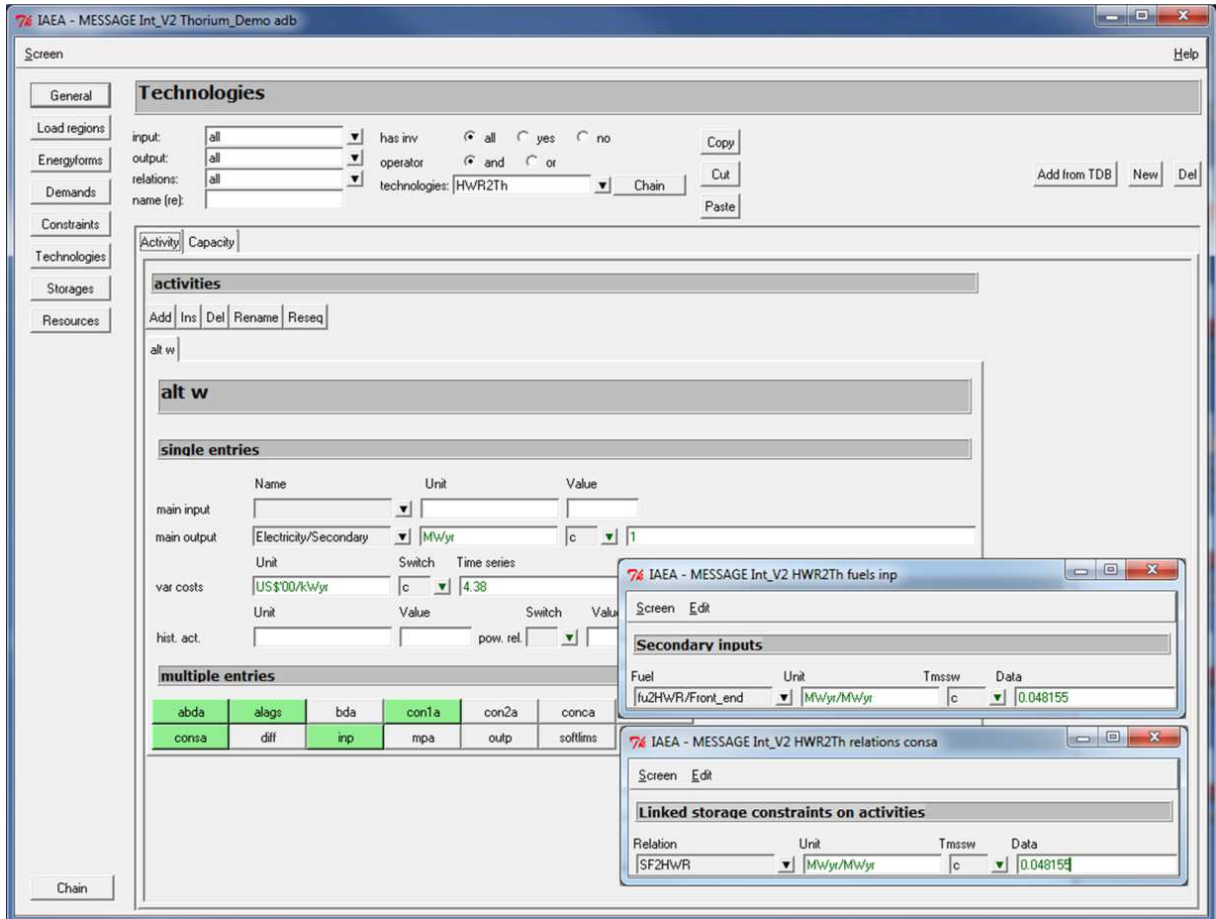 IAEA - MESSAGE Int_V2 Thorium_Demo adb
Screen Help
General
Load regions
Energyforms
Demands
Constraints
Technologies
Storages
Resources
Chain
Technologies
input: all has inv all yes no Copy
output: all operator and or Cut Add from TDB New Del
relations: all technologies: HWR2Th Chain
name (re): Paste
Activity Capacity
activities
Add Ins Del Rename Reseq
alt w
alt w
single entries
Name Unit Value
main input
main output Electricity/Secondary MWyr c 1
Unit Switch Time series
var costs US$'00/kWyr c 4.38
Unit Value Switch Valu
hist. act. pow. rel.
multiple entries
abda alags bda con1a con2a conca
consa diff inp mpa outp softlims
IAEA - MESSAGE Int_V2 HWR2Th fuels inp
Screen Edit
Secondary inputs
Fuel Unit Tmssw Data
fu2HWR/Front_end MWyr/MWyr c 0.048155
IAEA - MESSAGE Int_V2 HWR2Th relations consa
Screen Edit
Linked storage constraints on activities
Relation Unit Tmssw Data
SF2HWR MWyr/MWyr c 0.048155